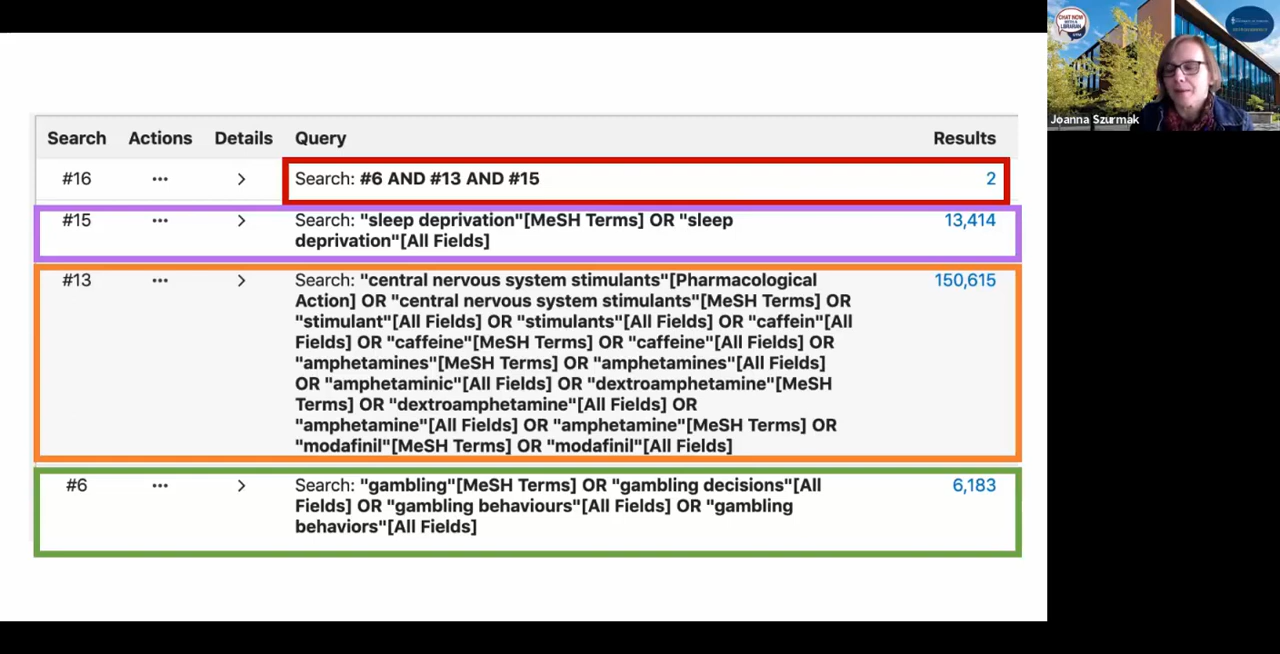 Search Actions Details Query Results
#16 ... > Search: #6 AND #13 AND #15 2
#15 ... > Search: "sleep deprivation"[MeSH Terms] OR "sleep 13,414
deprivation"[All Fields]
#13 ... > Search: "central nervous system stimulants"[Pharmacological 150,615
Action] OR "central nervous system stimulants"[MeSH Terms] OR
"stimulant"[All Fields] OR "stimulants"[All Fields] OR "caffein"[All
Fields] OR "caffeine"[MeSH Terms] OR "caffeine"[All Fields] OR
"amphetamines"[MeSH Terms] OR "amphetamines"[All Fields]
OR "amphetaminic"[All Fields] OR "dextroamphetamine"[MeSH
Terms] OR "dextroamphetamine"[All Fields] OR
"amphetamine"[All Fields] OR "amphetamine"[MeSH Terms] OR
"modafinil"[MeSH Terms] OR "modafinil"[All Fields]
#6 ... > Search: "gambling"[MeSH Terms] OR "gambling decisions"[All 6,183
Fields] OR "gambling behaviours"[All Fields] OR "gambling
behaviors"[All Fields]
CHAT NOW
WITH A
LIBRARIAN
Joanna Szurmak